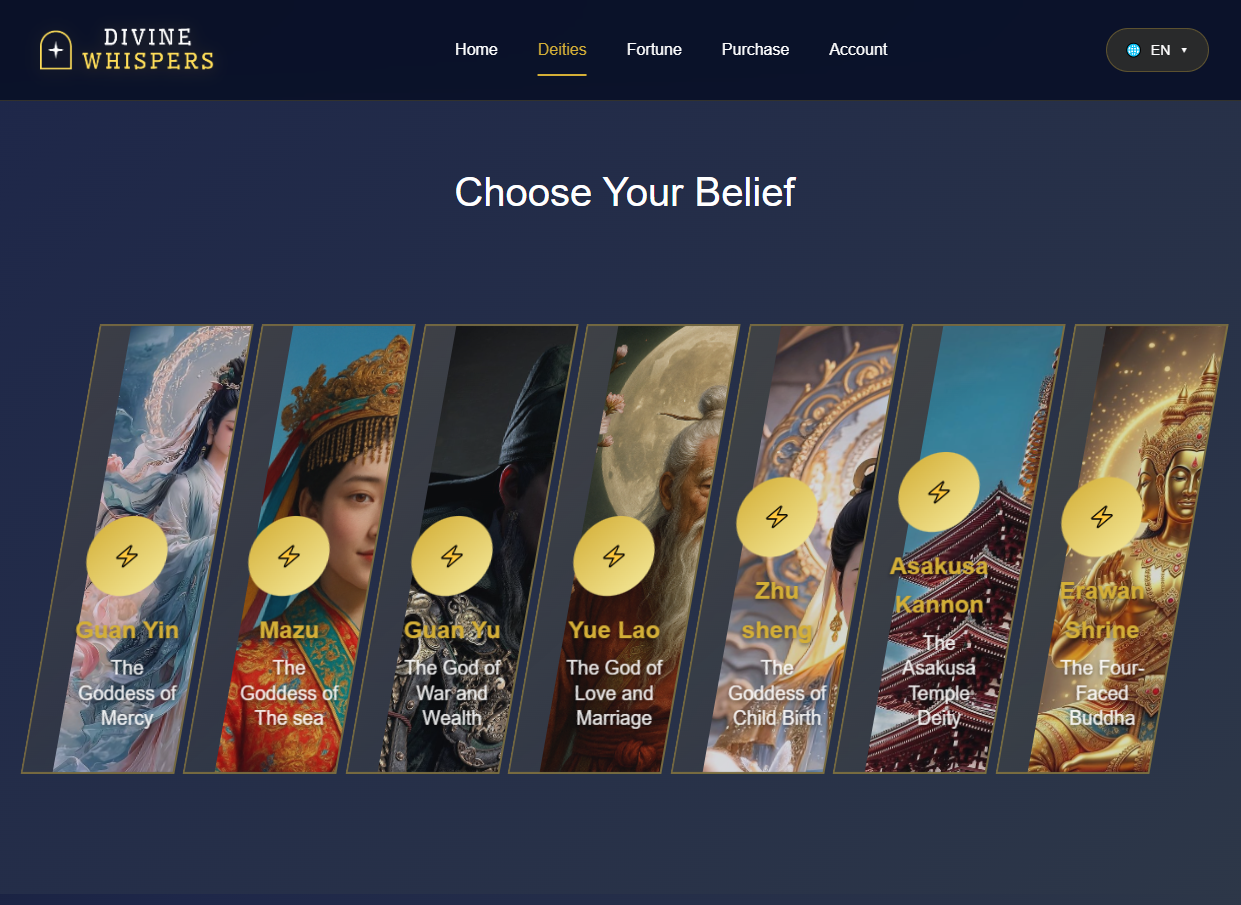 DIVINE
WHISPERS
Home
Deities
Fortune
Purchase
Account
EN
Choose Your Belief
Guan Yin
The
Goddess of
Mercy
Mazu
The
Goddess of
The sea
Guan Yu
The God of
War and
Wealth
Yue Lao
The God of
Love and
Marriage
Zhu
sheng
The
Goddess of
Child Birth
Asakusa
Kannon
The
Asakusa
Temple
Deity
Erawan
Shrine
The Four-
Faced
Buddha